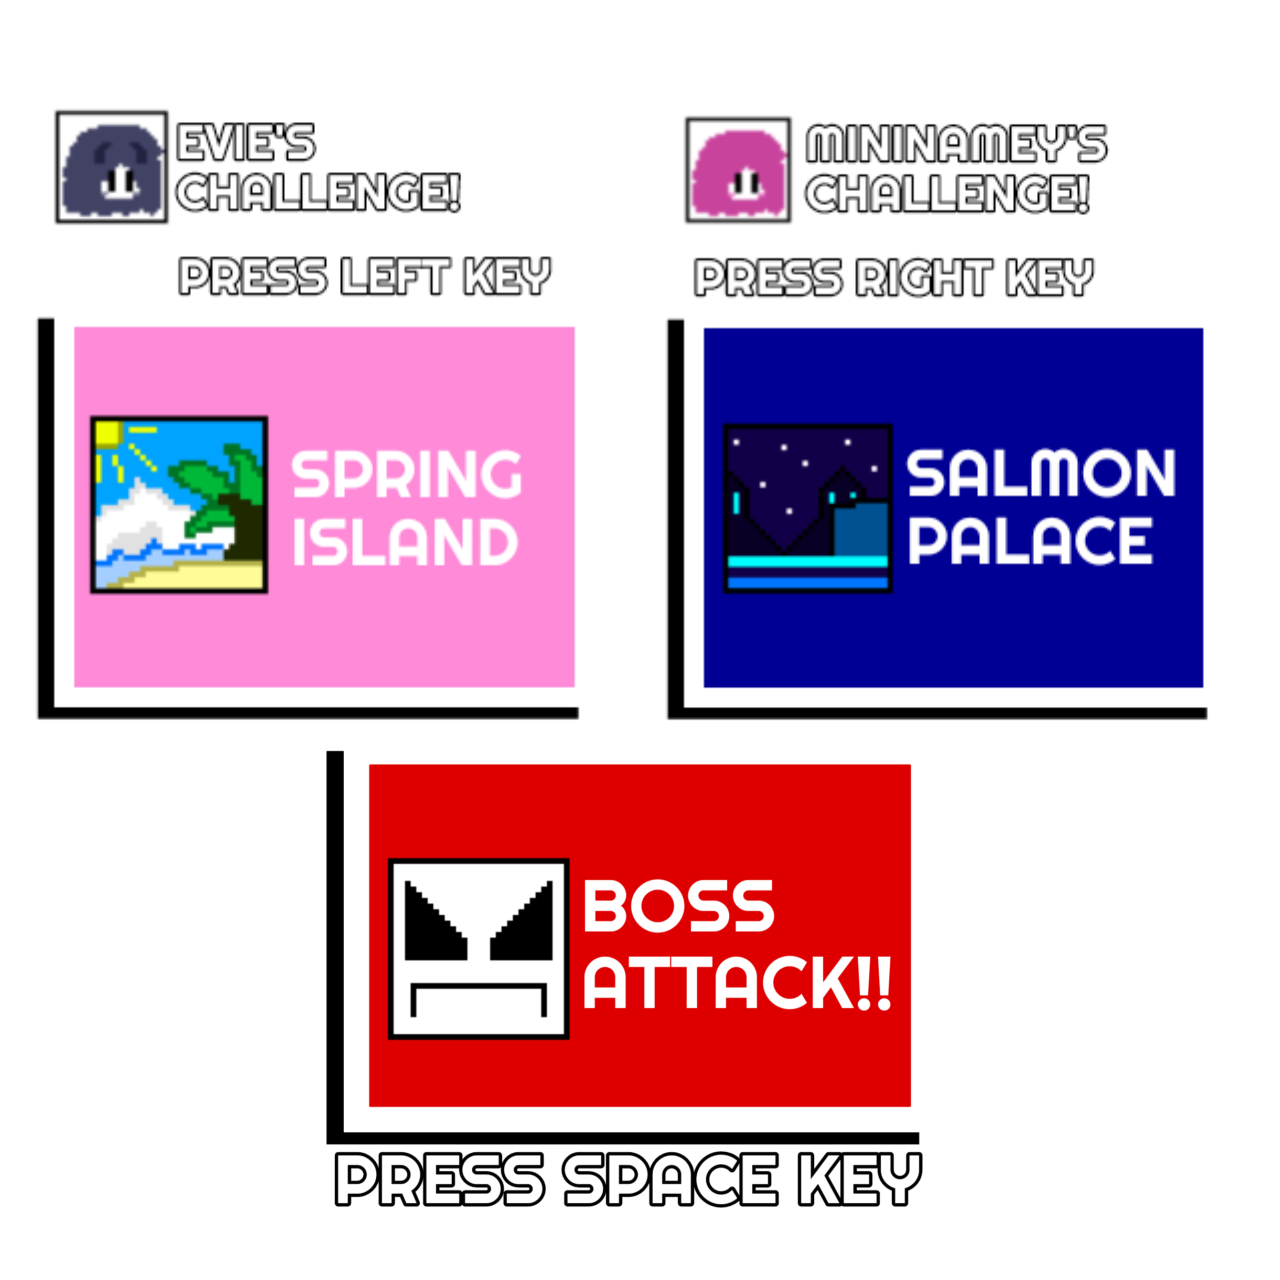 EVIE'S
CHALLENGE!
MININAMEY'S
CHALLENGE!
PRESS LEFT KEY
PRESS RIGHT KEY
SPRING
ISLAND
SALMON
PALACE
BOSS
ATTACK!!
PRESS SPACE KEY